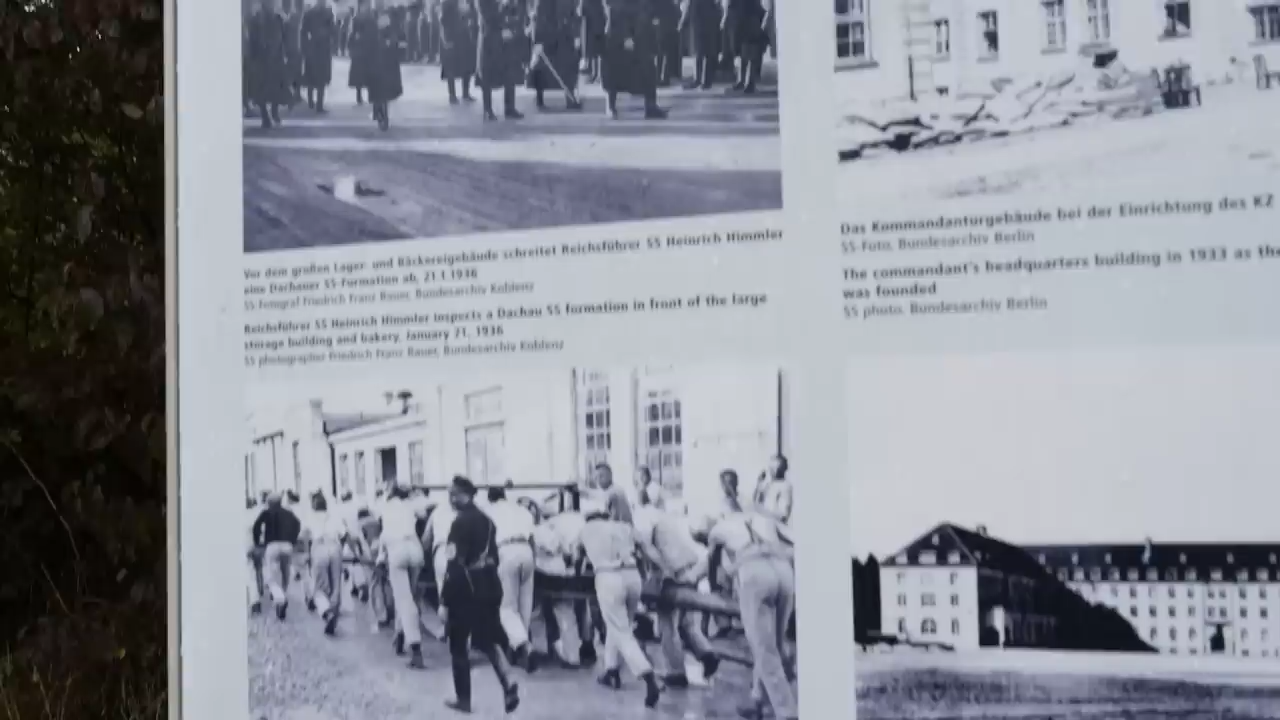 Vor dem großen Lager- und Bäckereigebäude schreitet Reichsführer SS Heinrich Himmler
eine Dachauer SS-Formation ab, 21.1.1936
SS-Fotograf Friedrich Franz Bauer, Bundesarchiv Koblenz
Reichsführer SS Heinrich Himmler inspects a Dachau SS formation in front of the large
storage building and bakery, January 21, 1936
SS photographer Friedrich Franz Bauer, Bundesarchiv Koblenz
Das Kommandanturgebäude bei der Einrichtung des KZ
SS-Foto, Bundesarchiv Berlin
The commandant's headquarters building in 1933 as the
was founded
SS photo, Bundesarchiv Berlin